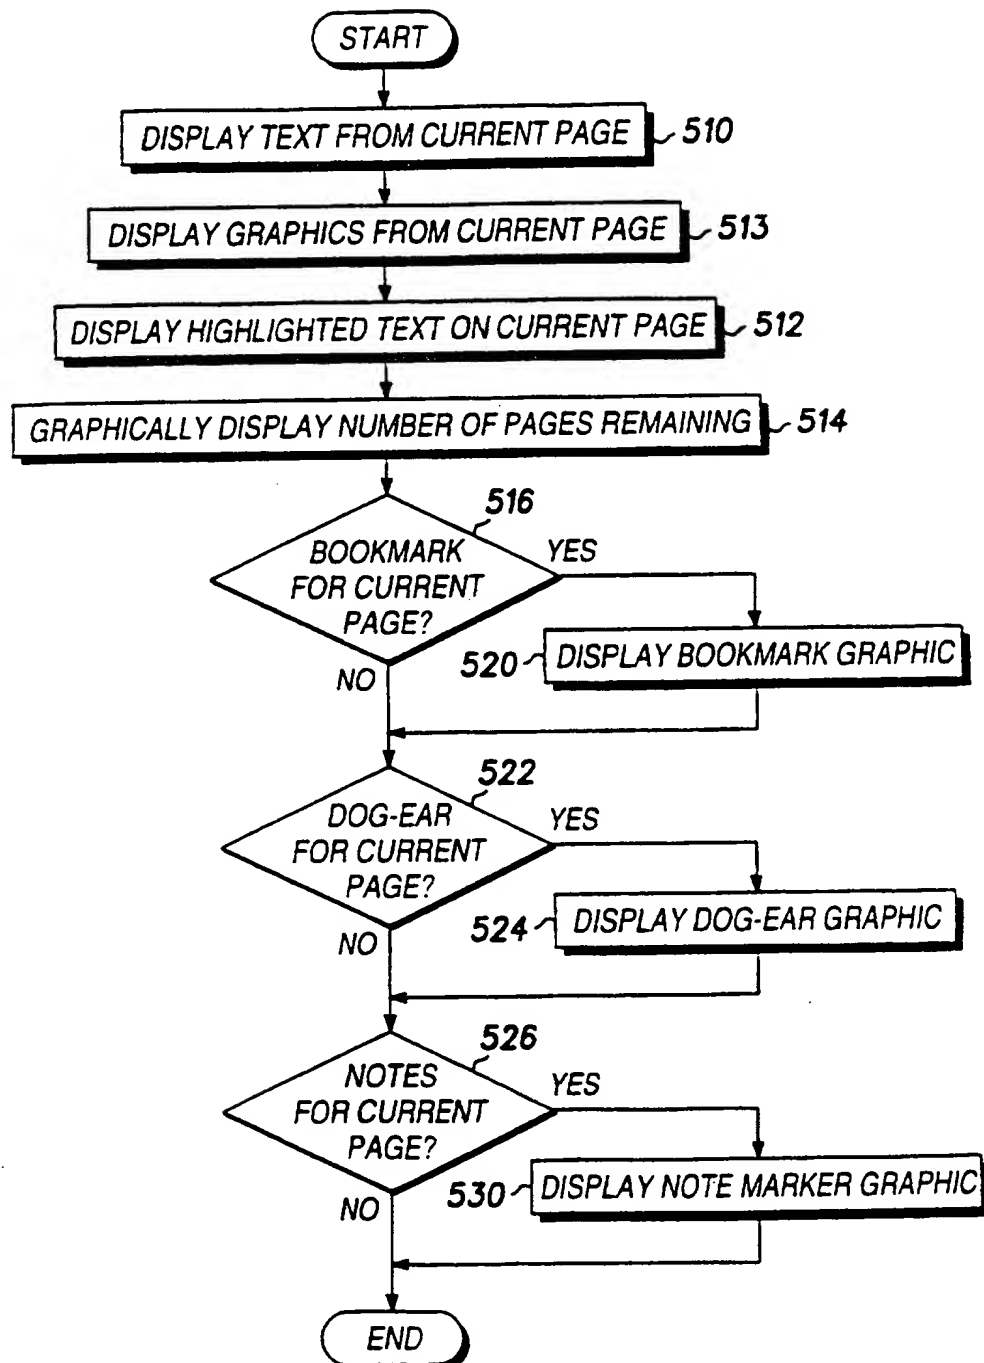 START
DISPLAY TEXT FROM CURRENT PAGE
510
DISPLAY GRAPHICS FROM CURRENT PAGE
513
DISPLAY HIGHLIGHTED TEXT ON CURRENT PAGE
512
GRAPHICALLY DISPLAY NUMBER OF PAGES REMAINING
514
516
BOOKMARK
FOR CURRENT
PAGE?
YES
520
DISPLAY BOOKMARK GRAPHIC
NO
522
DOG-EAR
FOR CURRENT
PAGE?
YES
524
DISPLAY DOG-EAR GRAPHIC
NO
526
NOTES
FOR CURRENT
PAGE?
YES
530
DISPLAY NOTE MARKER GRAPHIC
NO
END